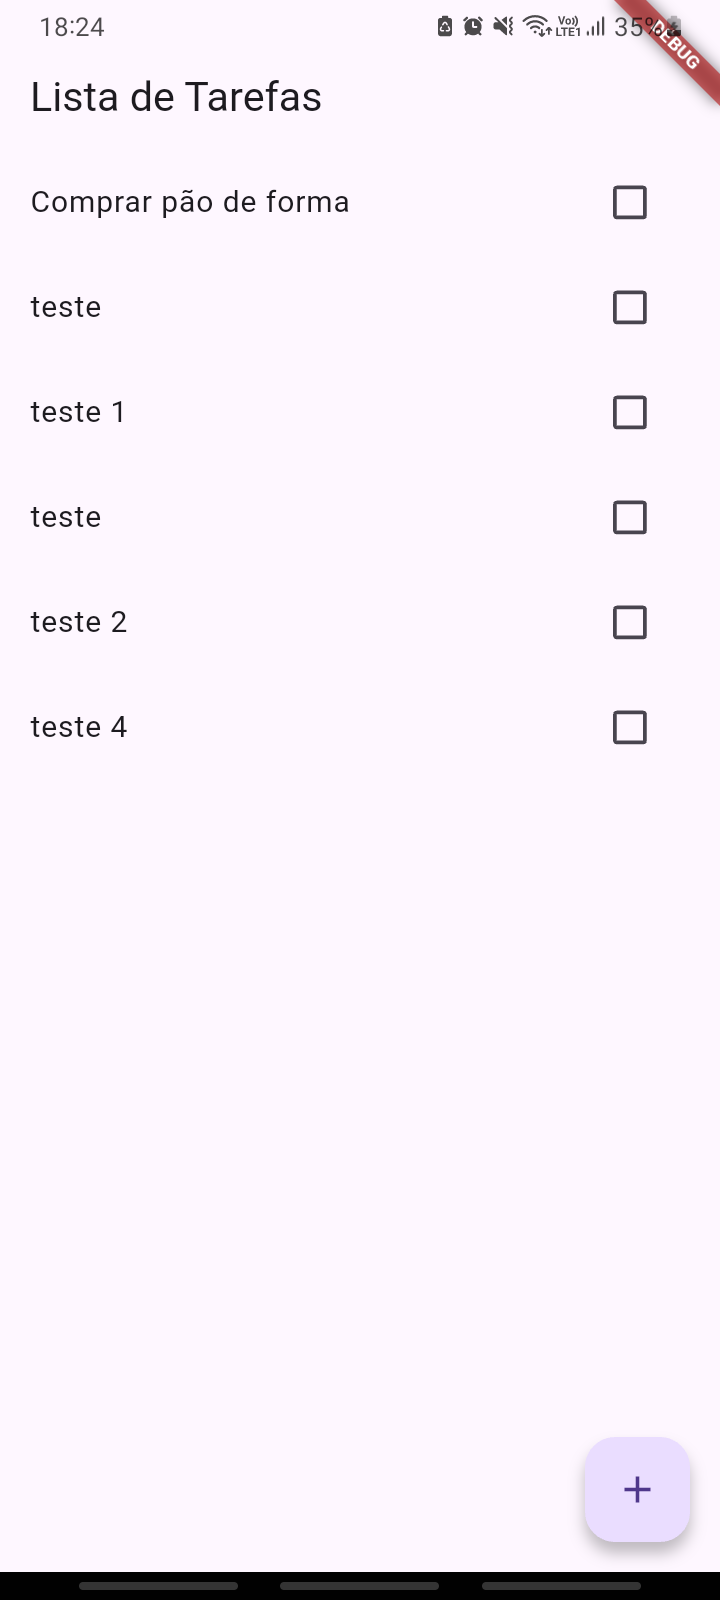 18:24
Vo))
LTE1
35%
DEBUG
Lista de Tarefas
Comprar pão de forma
teste
teste 1
teste
teste 2
teste 4